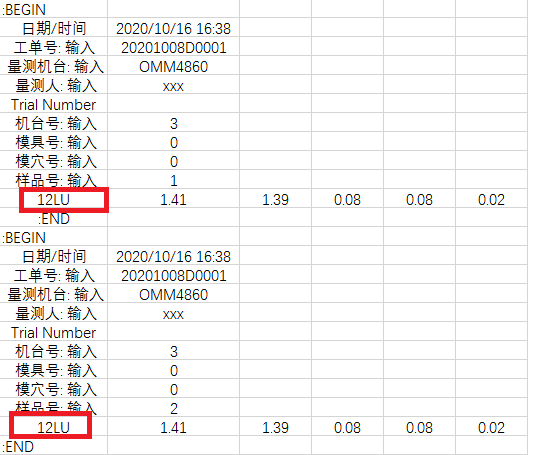 :BEGIN
日期/时间 2020/10/16 16:38
工单号: 输入 20201008D0001
量测机台: 输入 OMM4860
量测人: 输入 xxx
Trial Number
机台号: 输入 3
模具号: 输入 0
模穴号: 输入 0
样品号: 输入 1
12LU 1.41 1.39 0.08 0.08 0.02
:END
:BEGIN
日期/时间 2020/10/16 16:38
工单号: 输入 20201008D0001
量测机台: 输入 OMM4860
量测人: 输入 xxx
Trial Number
机台号: 输入 3
模具号: 输入 0
模穴号: 输入 0
样品号: 输入 2
12LU 1.41 1.39 0.08 0.08 0.02
:END